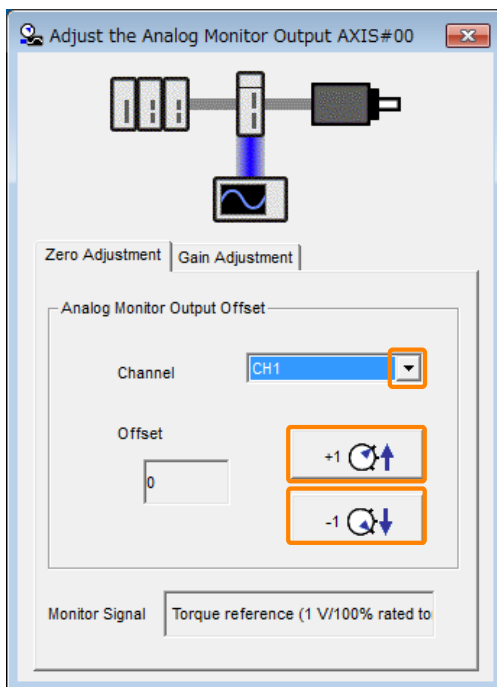 Adjust the Analog Monitor Output AXIS#00
Zero Adjustment
Gain Adjustment
Analog Monitor Output Offset
Channel
CH1
Offset
0
+1
-1
Monitor Signal
Torque reference (1 V/100% rated to